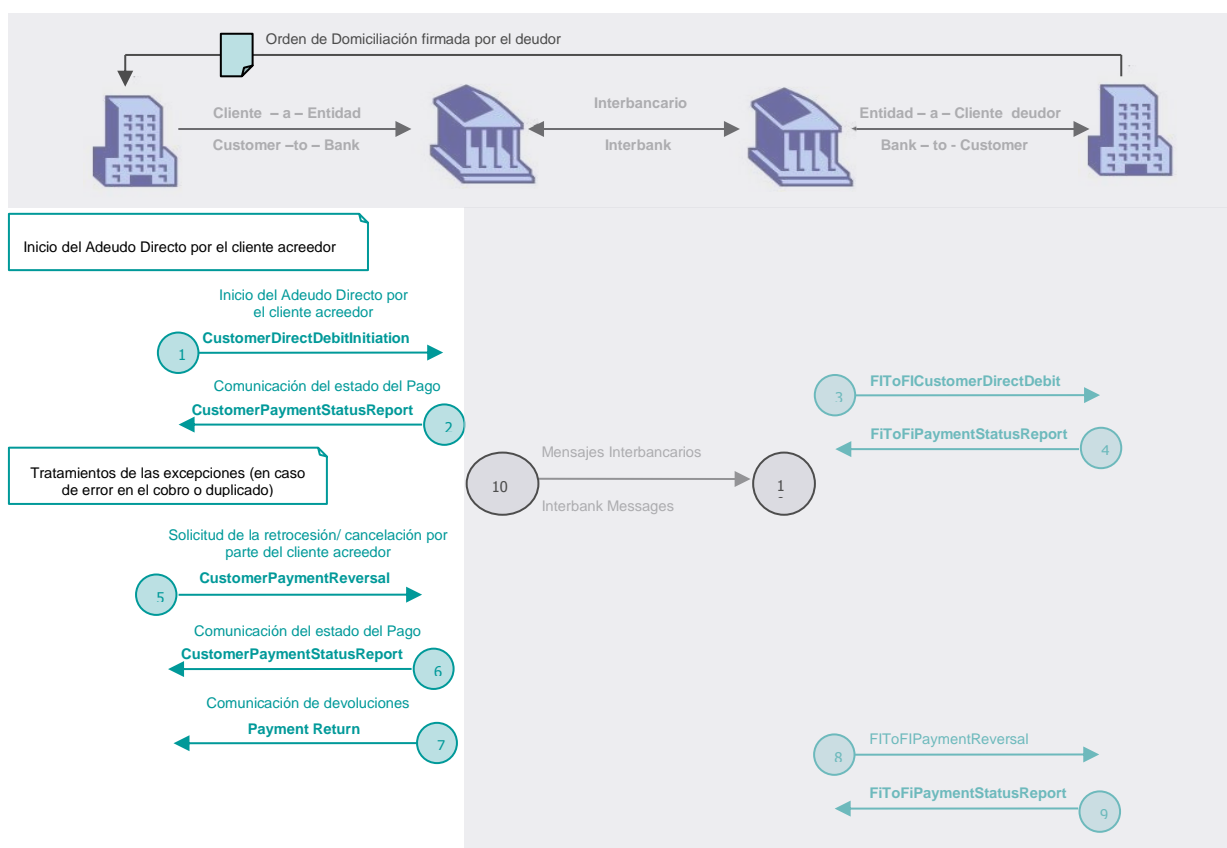 Orden de Domiciliación firmada por el deudor
Cliente – a – Entidad
Customer –to – Bank
Interbancario
Interbank
Entidad – a – Cliente deudor
Bank – to - Customer
Inicio del Adeudo Directo por el cliente acreedor
Inicio del Adeudo Directo por
el cliente acreedor
CustomerDirectDebitInitiation
1
Comunicación del estado del Pago
CustomerPaymentStatusReport
2
FIToFICustomerDirectDebit
3
FiToFiPaymentStatusReport
4
Tratamientos de las excepciones (en caso
de error en el cobro o duplicado)
Mensajes Interbancarios
10
1
Interbank Messages
Solicitud de la retrocesión/ cancelación por
parte del cliente acreedor
CustomerPaymentReversal
5
Comunicación del estado del Pago
CustomerPaymentStatusReport
6
Comunicación de devoluciones
Payment Return
7
FIToFIPaymentReversal
8
FiToFiPaymentStatusReport
9